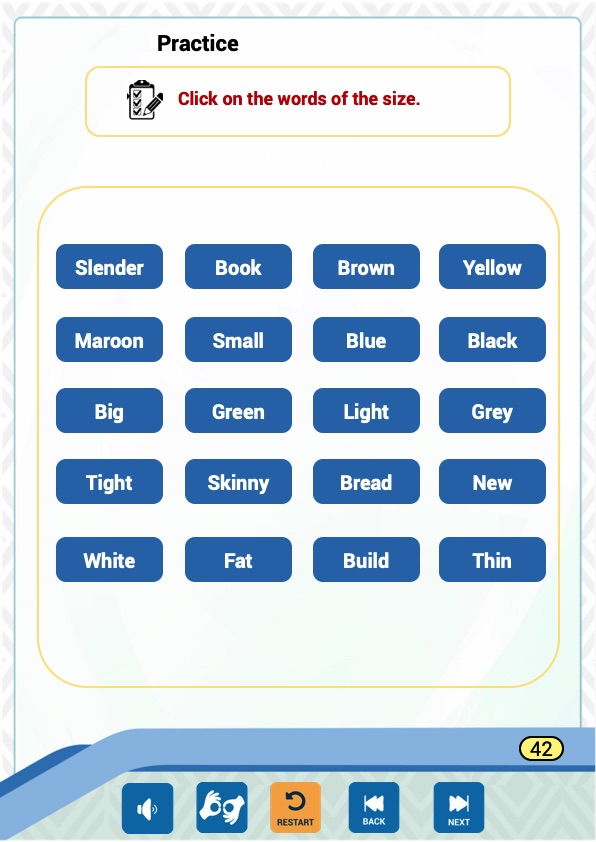 Practice
Click on the words of the size.
Slender Book Brown Yellow
Maroon Small Blue Black
Big Green Light Grey
Tight Skinny Bread New
White Fat Build Thin
42
RESTART BACK NEXT